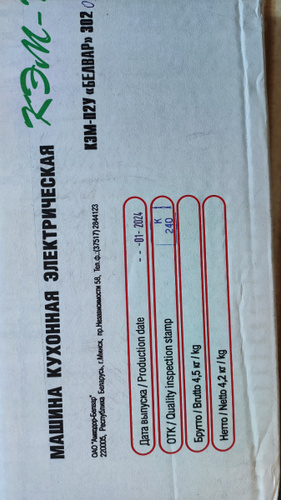 МАШИНА КУХОННАЯ ЭЛЕКТРИЧЕСКАЯ КЭМ-
КЭМ-П2У «БЕЛВАР» 302
ОАО "Амкодор-Белвар"
220005, Республика Беларусь, г.Минск, пр.Независимости 58, Тел.ф.:(37517) 2844123
Дата выпуска / Production date - - -01- 2024
ОТК / Quality inspection stamp К 240
Брутто / Brutto 4,5 кг / kg
Нетто / Netto 4,2 кг / kg